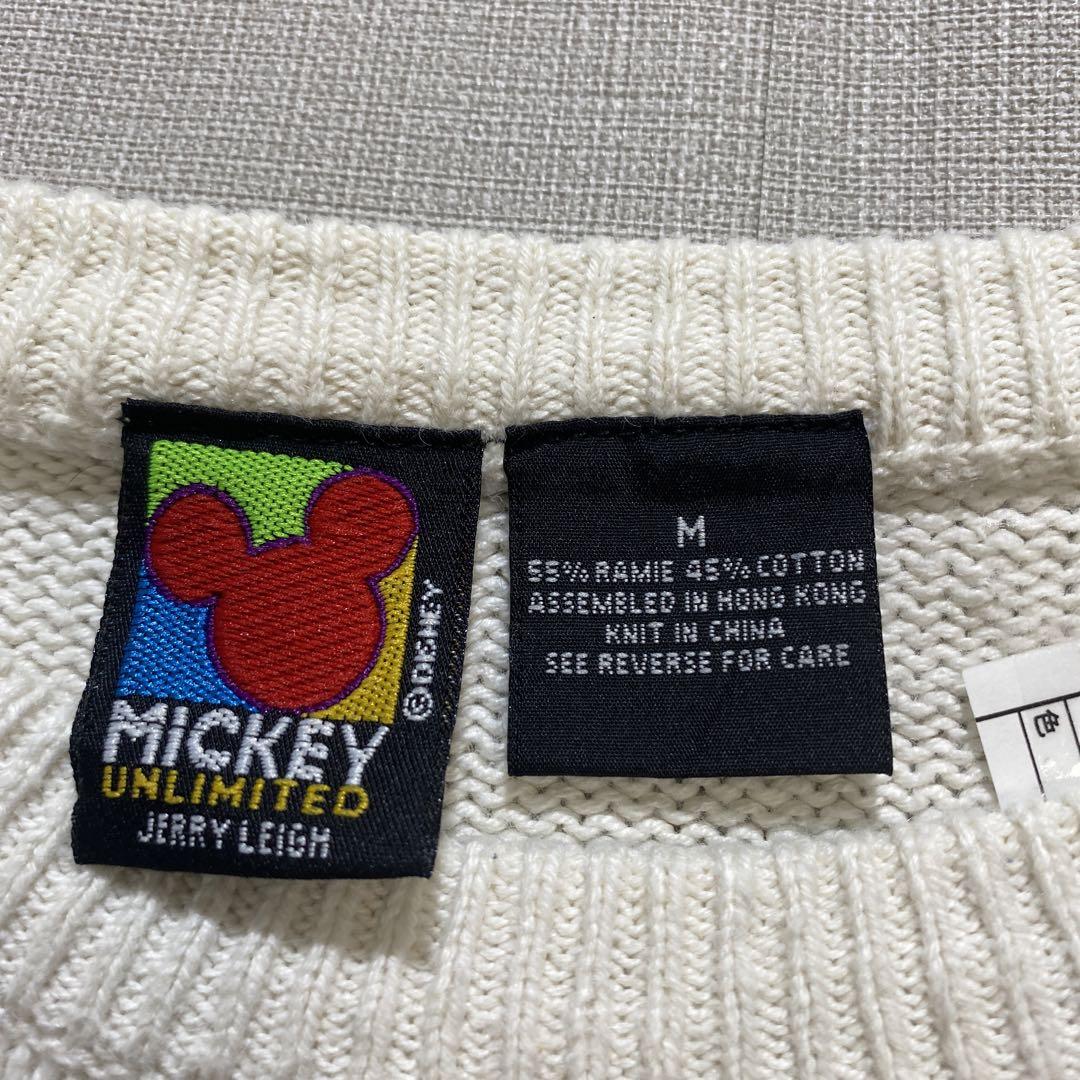 MICKEY
UNLIMITED
JERRY LEIGH
© DISNEY
M
55% RAMIE 45% COTTON
ASSEMBLED IN HONG KONG
KNIT IN CHINA
SEE REVERSE FOR CARE
色